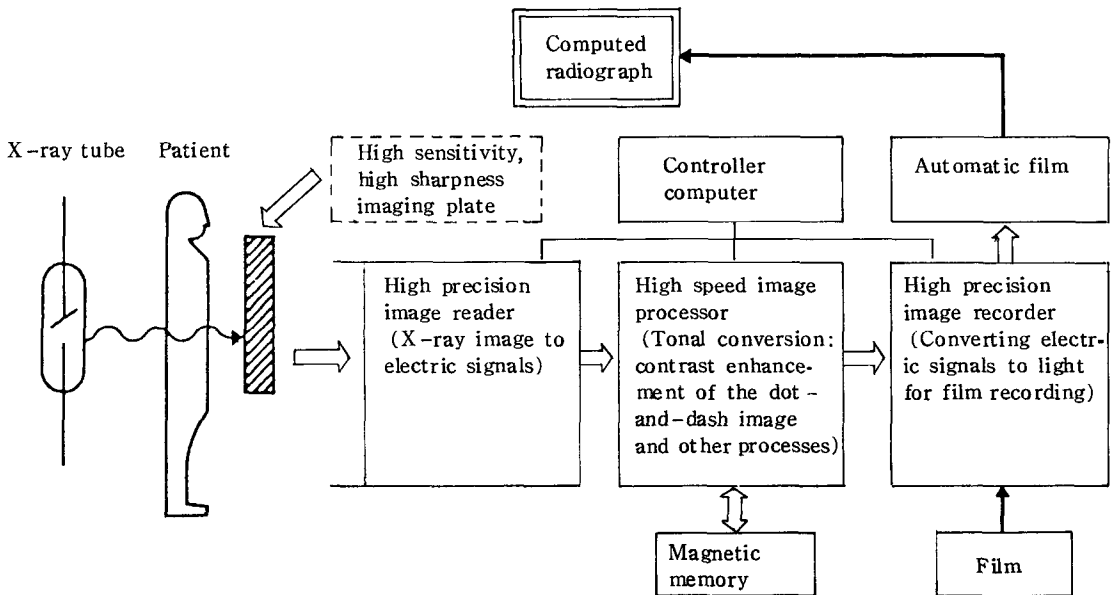 Computed
radiograph
X-ray tube
Patient
High sensitivity,
high sharpness
imaging plate
Controller
computer
Automatic film
High precision
image reader
(X-ray image to
electric signals)
High speed image
processor
(Tonal conversion:
contrast enhance-
ment of the dot-
and-dash image
and other processes)
High precision
image recorder
(Converting electr-
ic signals to light
for film recording)
Magnetic
memory
Film